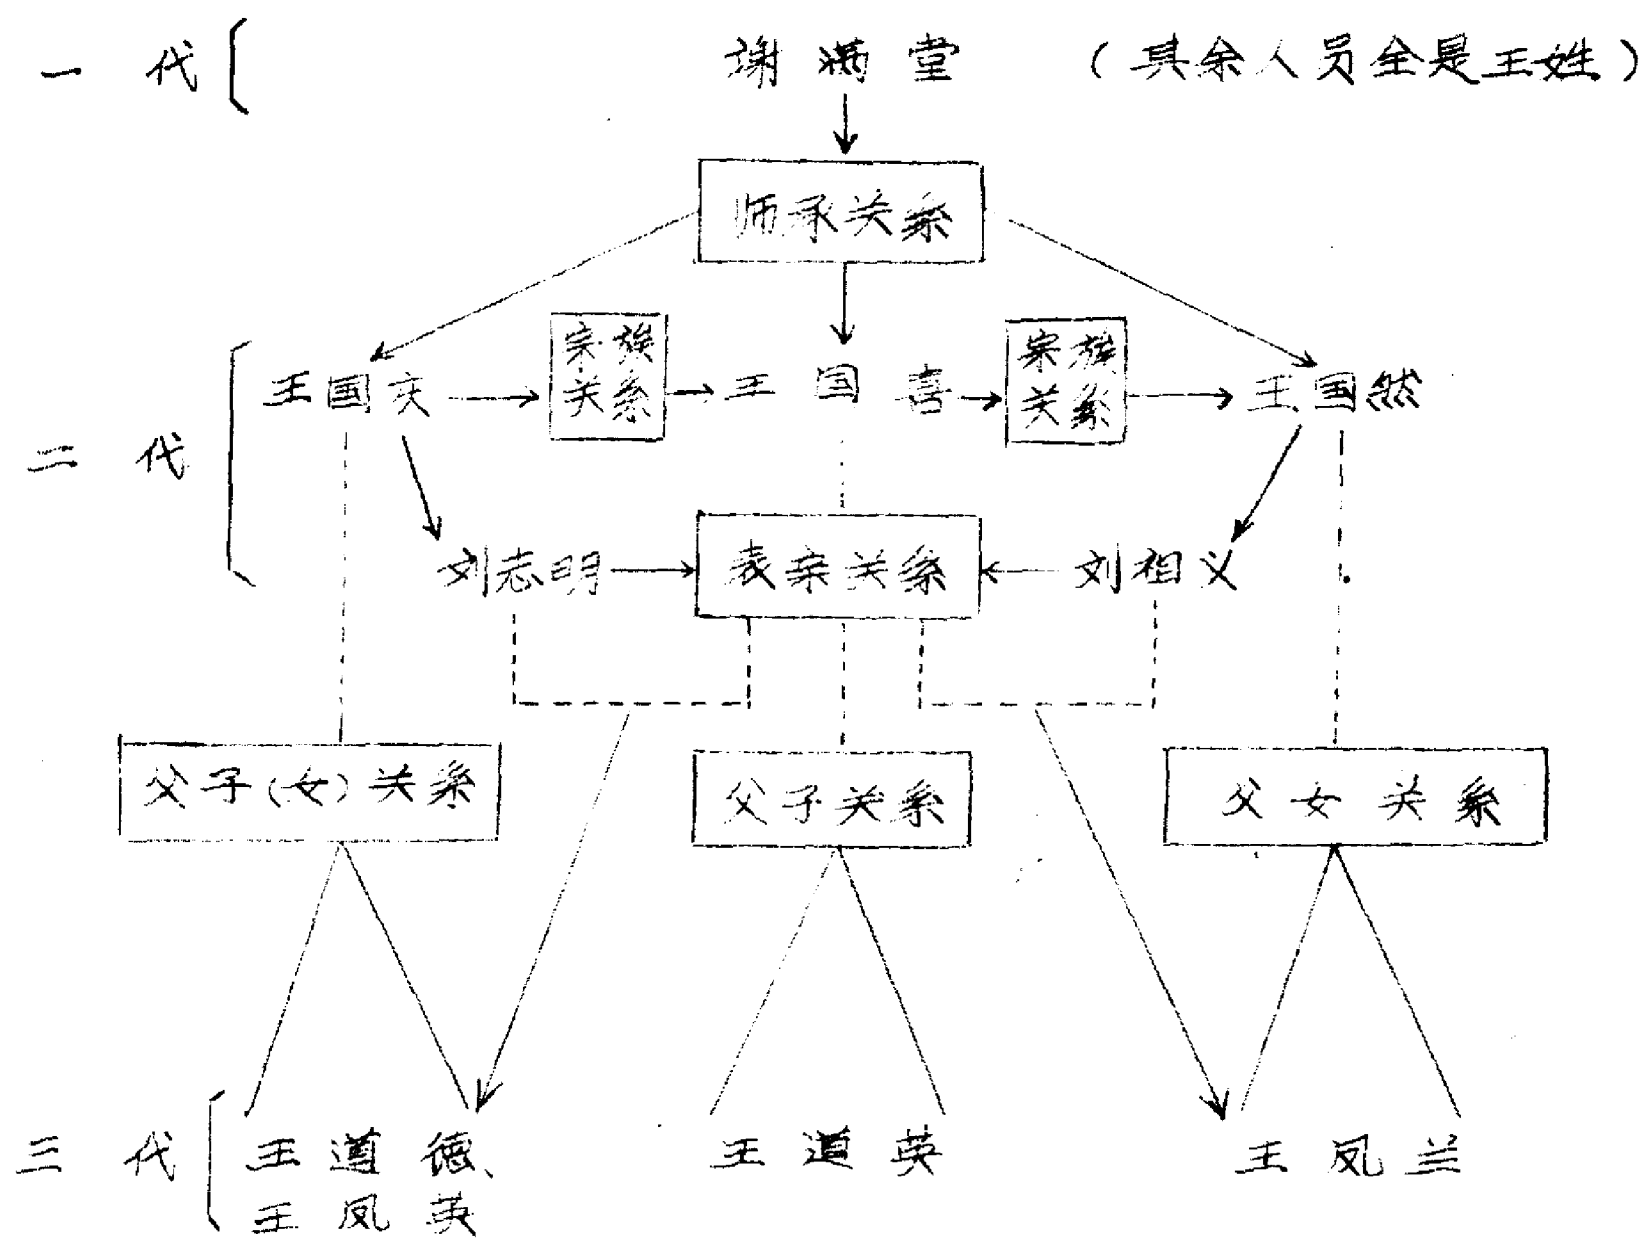 一代 谢满堂 （其余人员全是王姓）
师承关系
宗族 宗族
王国庆 关系 王国喜 关系 王国然
二代
刘志明 表亲关系 刘相义
父子(女)关系 父子关系 父女关系
三代 王道德、 王道英 王凤兰
王凤英